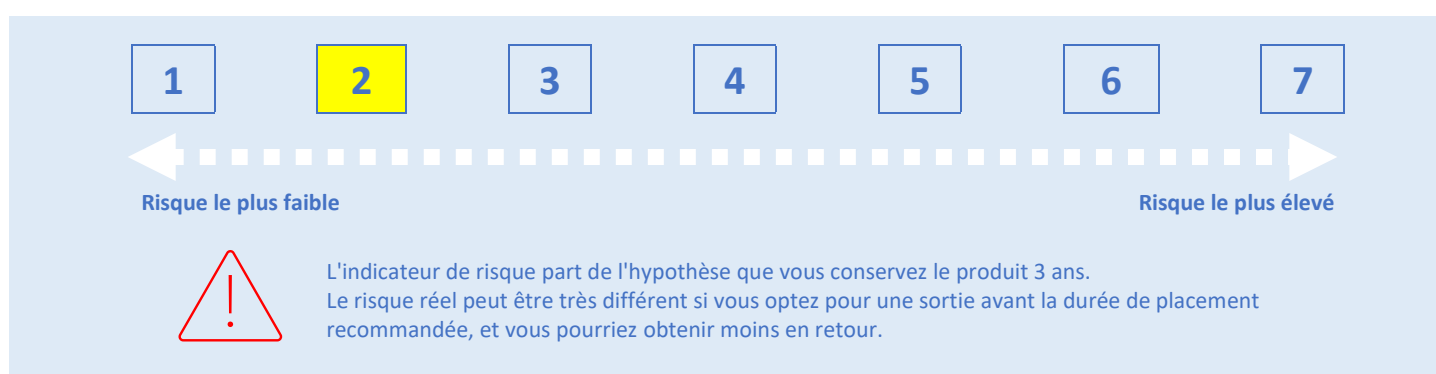 1 2 3 4 5 6 7
Risque le plus faible Risque le plus élevé
L'indicateur de risque part de l'hypothèse que vous conservez le produit 3 ans.
Le risque réel peut être très différent si vous optez pour une sortie avant la durée de placement
recommandée, et vous pourriez obtenir moins en retour.